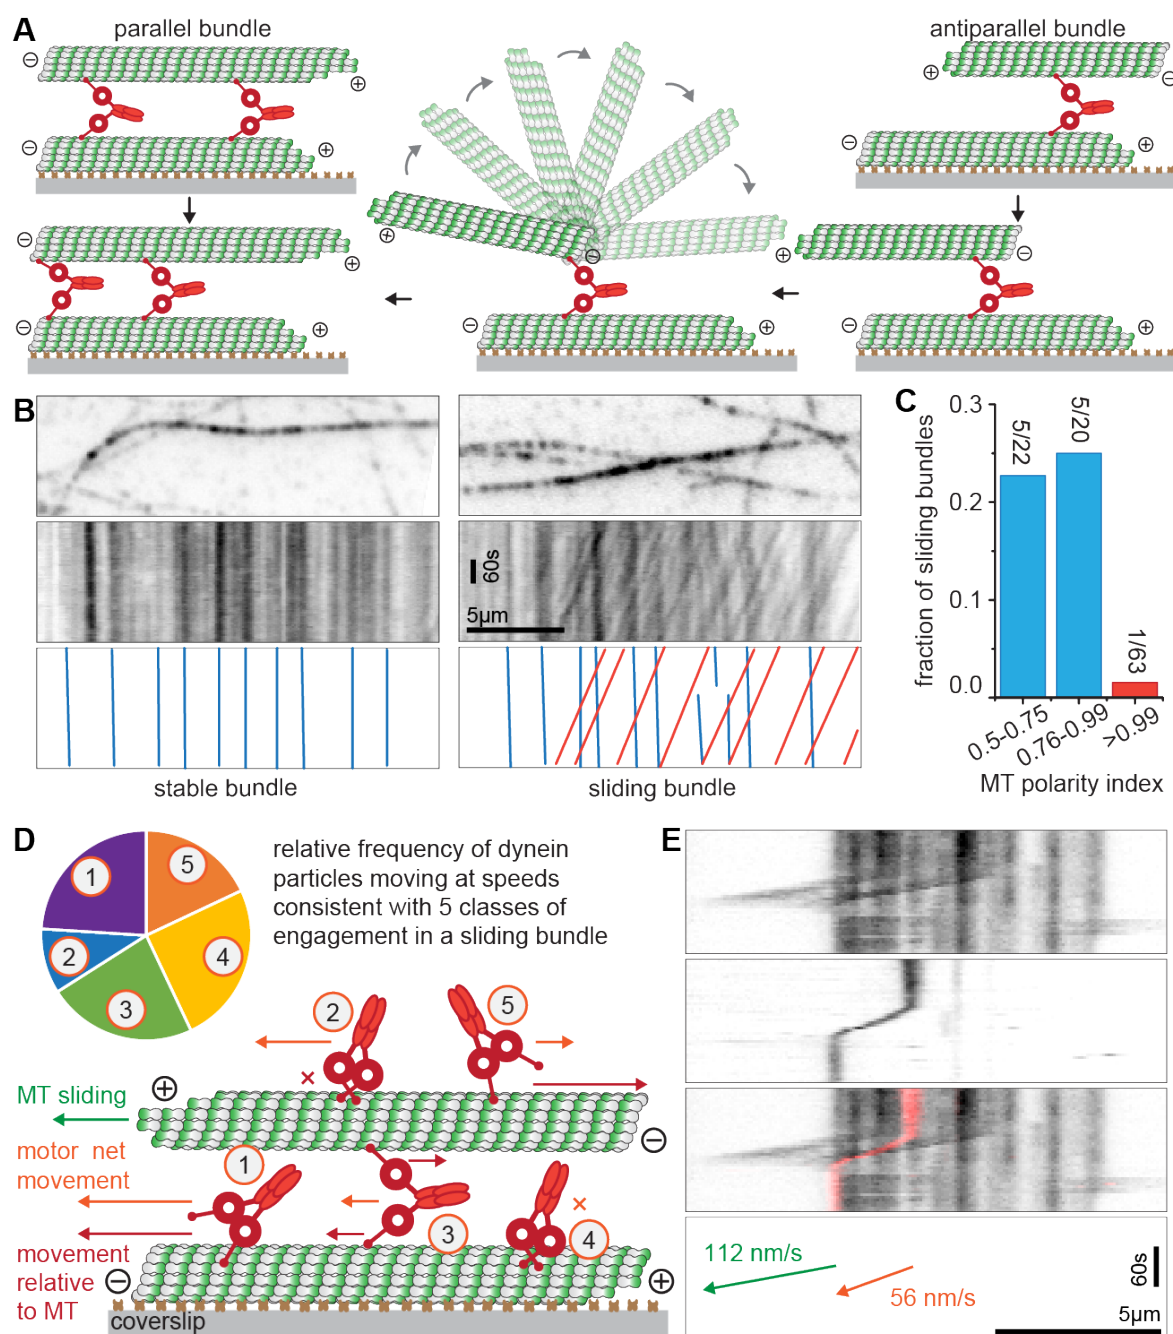 A
parallel bundle
antiparallel bundle
⊖
⊕
⊖
⊕
⊕
⊖
⊖
⊕
⊖
⊕
⊖
⊕
⊕
⊖
⊖
⊕
⊕
⊖
⊖
⊕
B
60s
5μm
stable bundle
sliding bundle
C
fraction of sliding bundles
0.3
0.2
0.1
0.0
5/22
5/20
1/63
0.5-0.75
0.76-0.99
>0.99
MT polarity index
D
1
2
3
4
5
relative frequency of dynein
particles moving at speeds
consistent with 5 classes of
engagement in a sliding bundle
2
5
×
MT sliding
⊕
⊖
motor net
movement
1
3
×
4
movement
relative
to MT
⊖
⊕
coverslip
E
112 nm/s
56 nm/s
60s
5μm